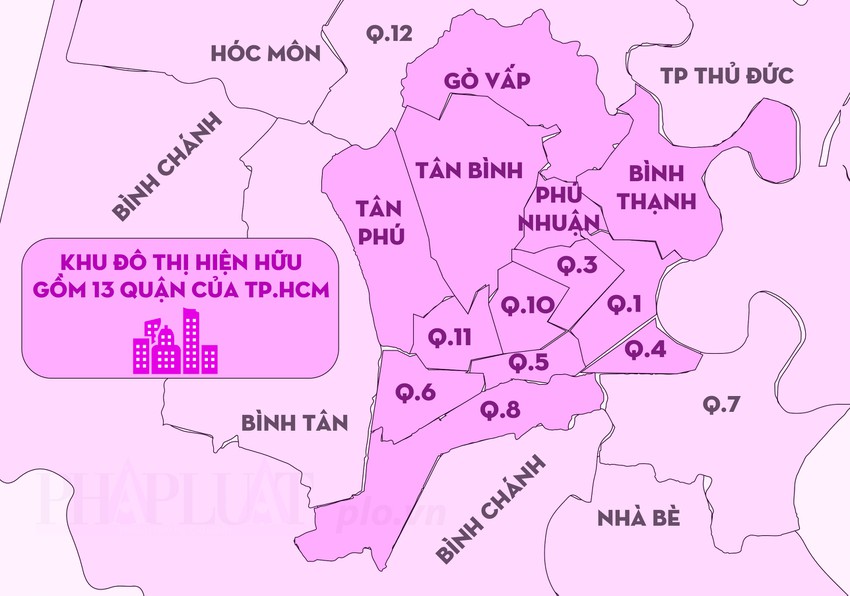 Q.12
HÓC MÔN
GÒ VẤP
TP THỦ ĐỨC
BÌNH CHÁNH
TÂN BÌNH
BÌNH
THẠNH
PHÚ
NHUẬN
TÂN
PHÚ
KHU ĐÔ THỊ HIỆN HỮU
GỒM 13 QUẬN CỦA TP.HCM
Q.3
Q.10
Q.1
Q.11
Q.4
Q.5
Q.6
Q.8
Q.7
BÌNH TÂN
BÌNH CHÁNH
NHÀ BÈ
PHÁPLUẬT
plo.vn